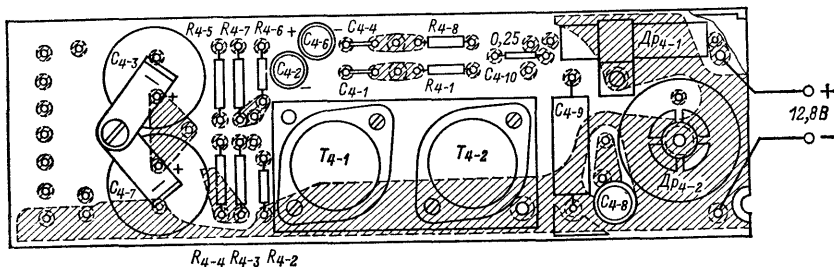 R₄₋₅ R₄₋₇ R₄₋₆ + C₄₋₆ − C₄₋₄ R₄₋₈ 0,25 Др₄₋₁
C₄₋₃ C₄₋₂ − C₄₋₁ R₄₋₁ C₄₋₁₀
+ C₄₋₉ + 12,8В −
T₄₋₁ T₄₋₂
C₄₋₇ + Др₄₋₂
C₄₋₈
R₄₋₄ R₄₋₃ R₄₋₂